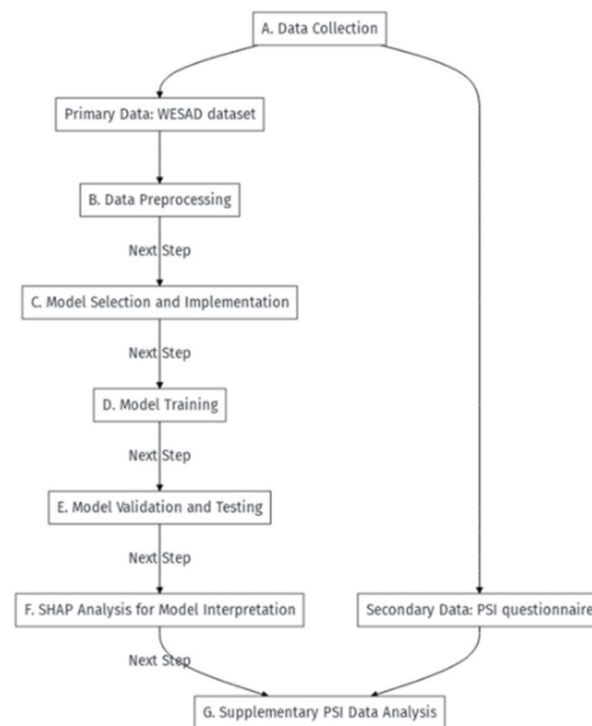 A. Data Collection
Primary Data: WESAD dataset
B. Data Preprocessing
Next Step
C. Model Selection and Implementation
Next Step
D. Model Training
Next Step
E. Model Validation and Testing
Next Step
F. SHAP Analysis for Model Interpretation
Secondary Data: PSI questionnaire
Next Step
G. Supplementary PSI Data Analysis